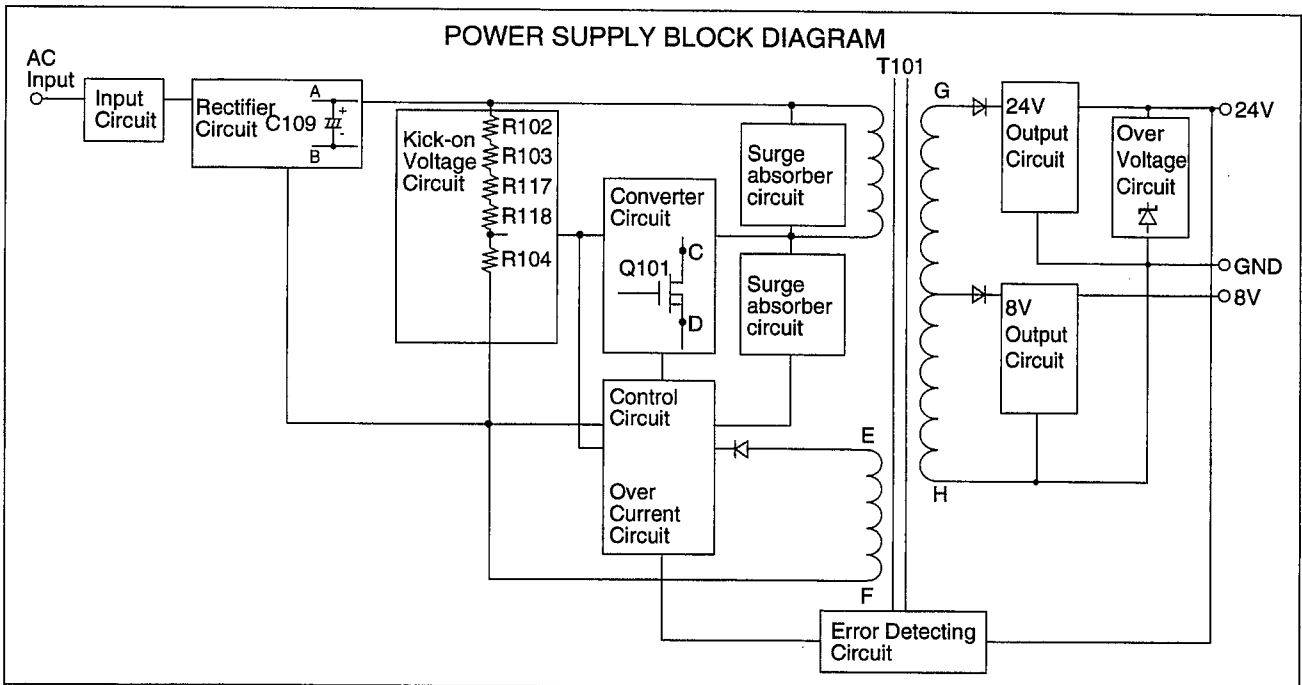 POWER SUPPLY BLOCK DIAGRAM
AC
Input
Input
Circuit
Rectifier
Circuit
C109
A
+
-
B
Kick-on
Voltage
Circuit
R102
R103
R117
R118
R104
Converter
Circuit
Q101
C
D
Surge
absorber
circuit
Surge
absorber
circuit
Control
Circuit
Over
Current
Circuit
E
F
T101
G
H
24V
Output
Circuit
Over
Voltage
Circuit
8V
Output
Circuit
24V
GND
8V
Error Detecting
Circuit